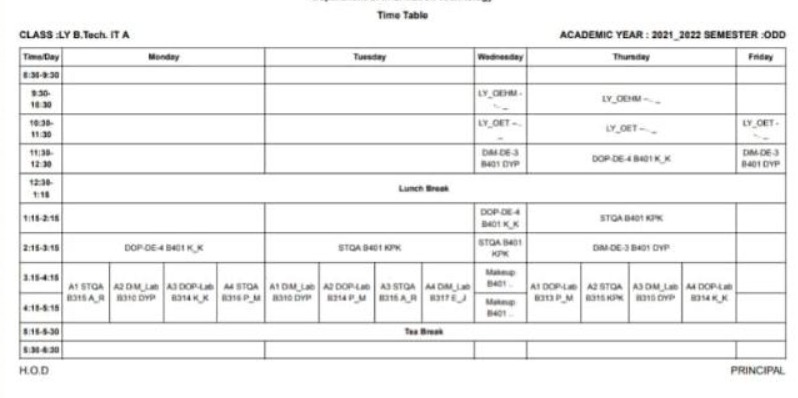 Time Table
CLASS :LY B.Tech. IT A ACADEMIC YEAR : 2021_2022 SEMESTER :ODD
Time/Day Monday Tuesday Wednesday Thursday Friday
8:30-9:30
9:30-10:30 LY_OEHM - LY_OEHM –
10:30-11:30 LY_OET – LY_OET – LY_OET -
11:30-12:30 DIM-DE-3 B401 DYP DOP-DE-4 B401 K_K DIM-DE-3 B401 DYP
12:30-1:15 Lunch Break
1:15-2:15 DOP-DE-4 B401 K_K STQA B401 KPK
2:15-3:15 DOP-DE-4 B401 K_K STQA B401 KPK STQA B401 KPK DIM-DE-3 B401 DYP
3.15-4:15 A1 STQA B315 A_R A2 DIM_Lab B310 DYP A3 DOP-Lab B314 K_K A4 STQA B316 P_M A1 DIM_Lab B310 DYP A2 DOP-Lab B314 P_M A3 STQA B315 A_R A4 DIM_Lab B317 E_J Makeup B401 .. A1 DOP-Lab B313 P_M A2 STQA B315 KPK A3 DIM_Lab B310 DYP A4 DOP-Lab B314 K_K
4:15-5:15 Makeup B401 ..
5:15-5-30 Tea Break
5:30-6:30
H.O.D PRINCIPAL